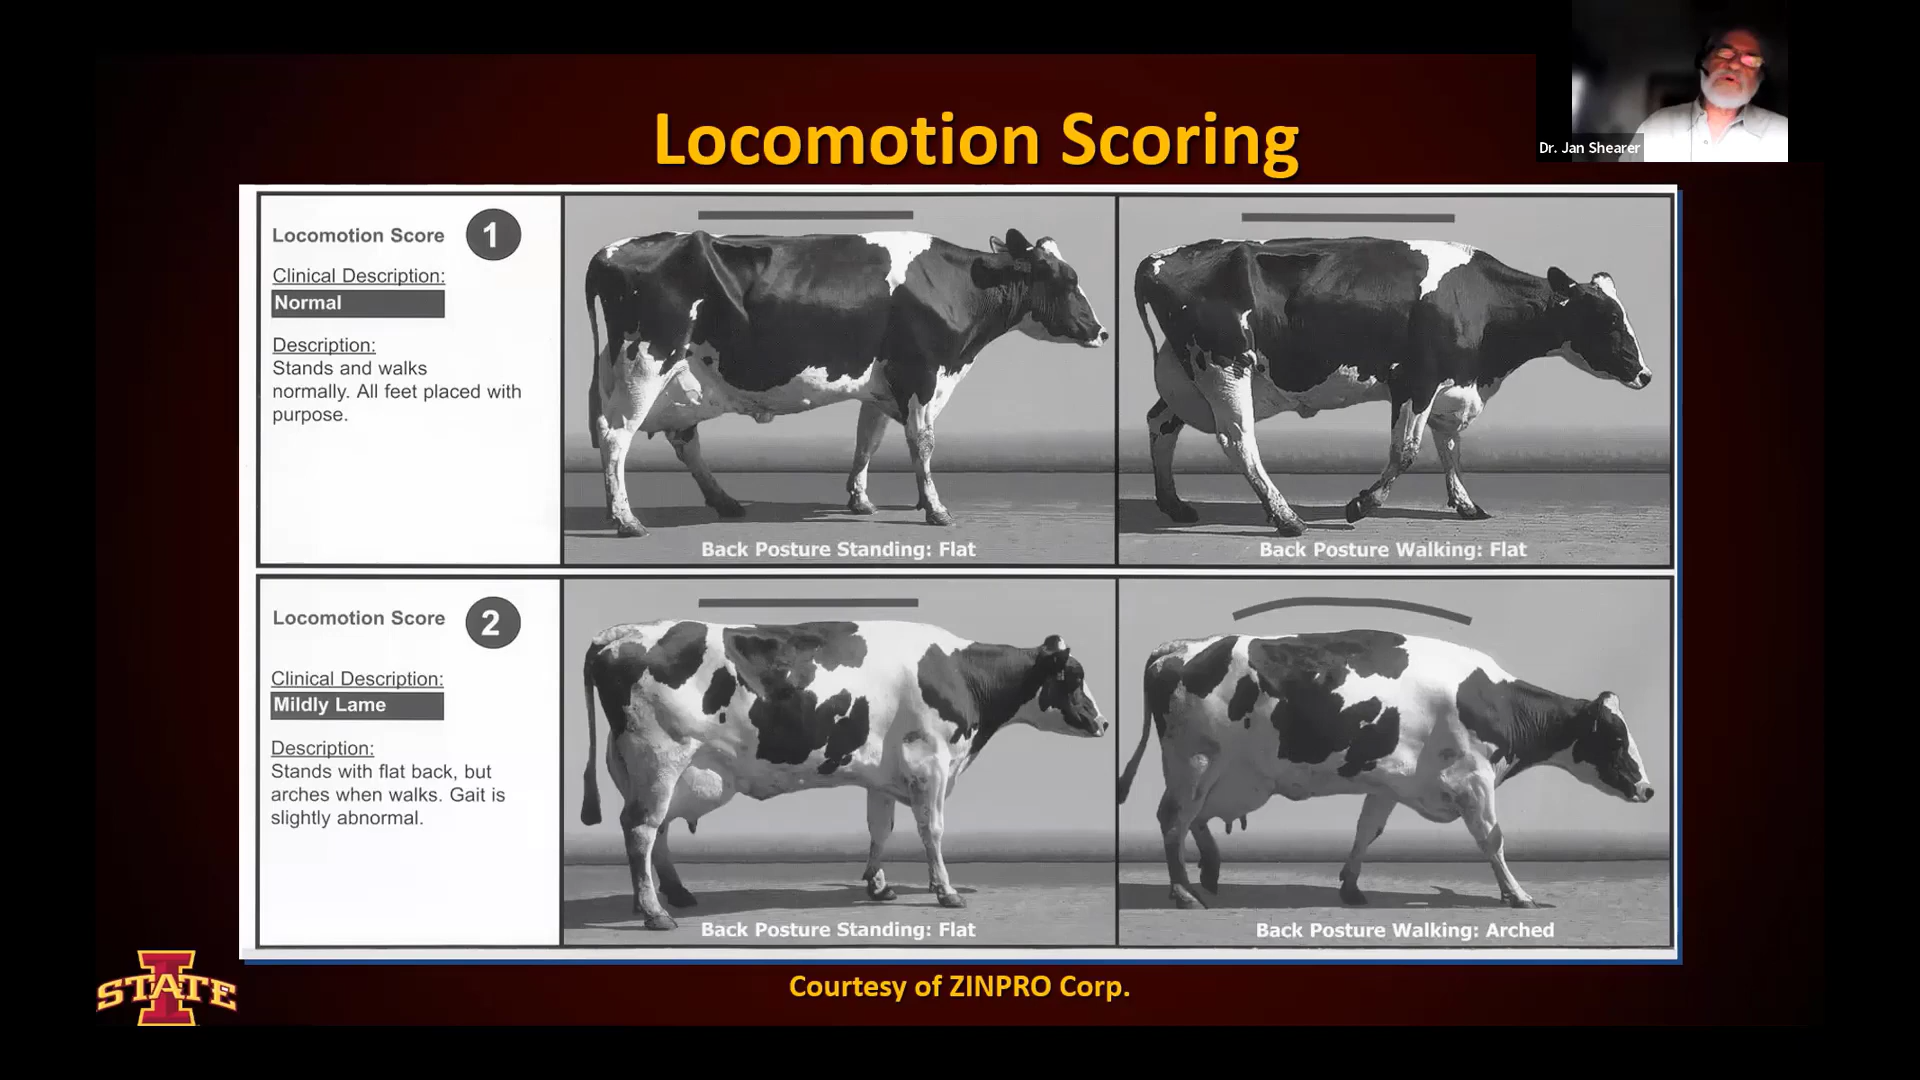 Locomotion Scoring
Dr. Jan Shearer
Locomotion Score 1
Clinical Description:
Normal
Description:
Stands and walks
normally. All feet placed with
purpose.
Back Posture Standing: Flat
Back Posture Walking: Flat
Locomotion Score 2
Clinical Description:
Mildly Lame
Description:
Stands with flat back, but
arches when walks. Gait is
slightly abnormal.
Back Posture Standing: Flat
Back Posture Walking: Arched
Courtesy of ZINPRO Corp.
I
STATE